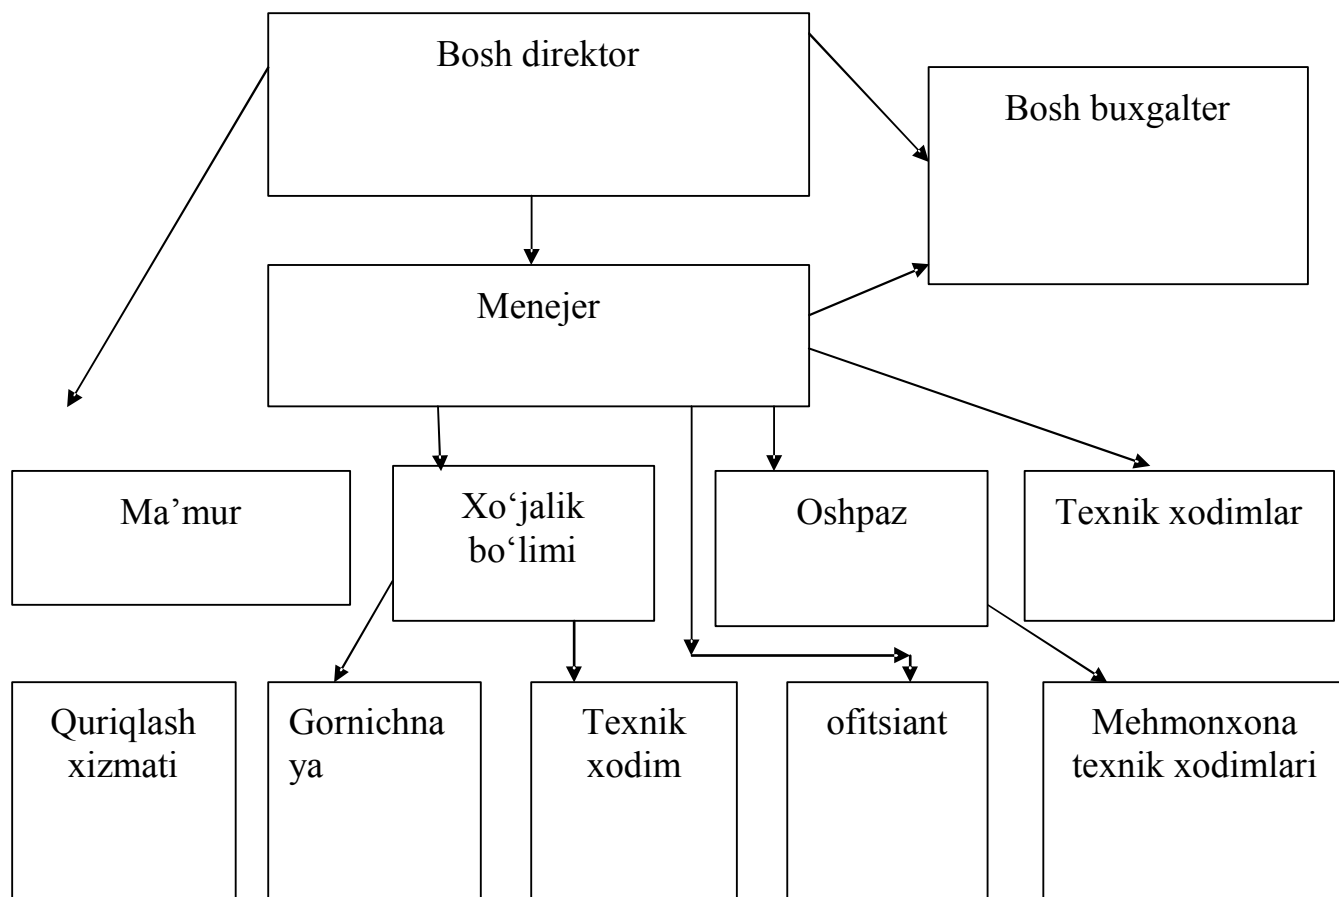 Bosh direktor
Bosh buxgalter
Menejer
Ma’mur
Xo‘jalik
bo‘limi
Oshpaz
Texnik xodimlar
Quriqlash
xizmati
Gornichna
ya
Texnik
xodim
ofitsiant
Mehmonxona
texnik xodimlari